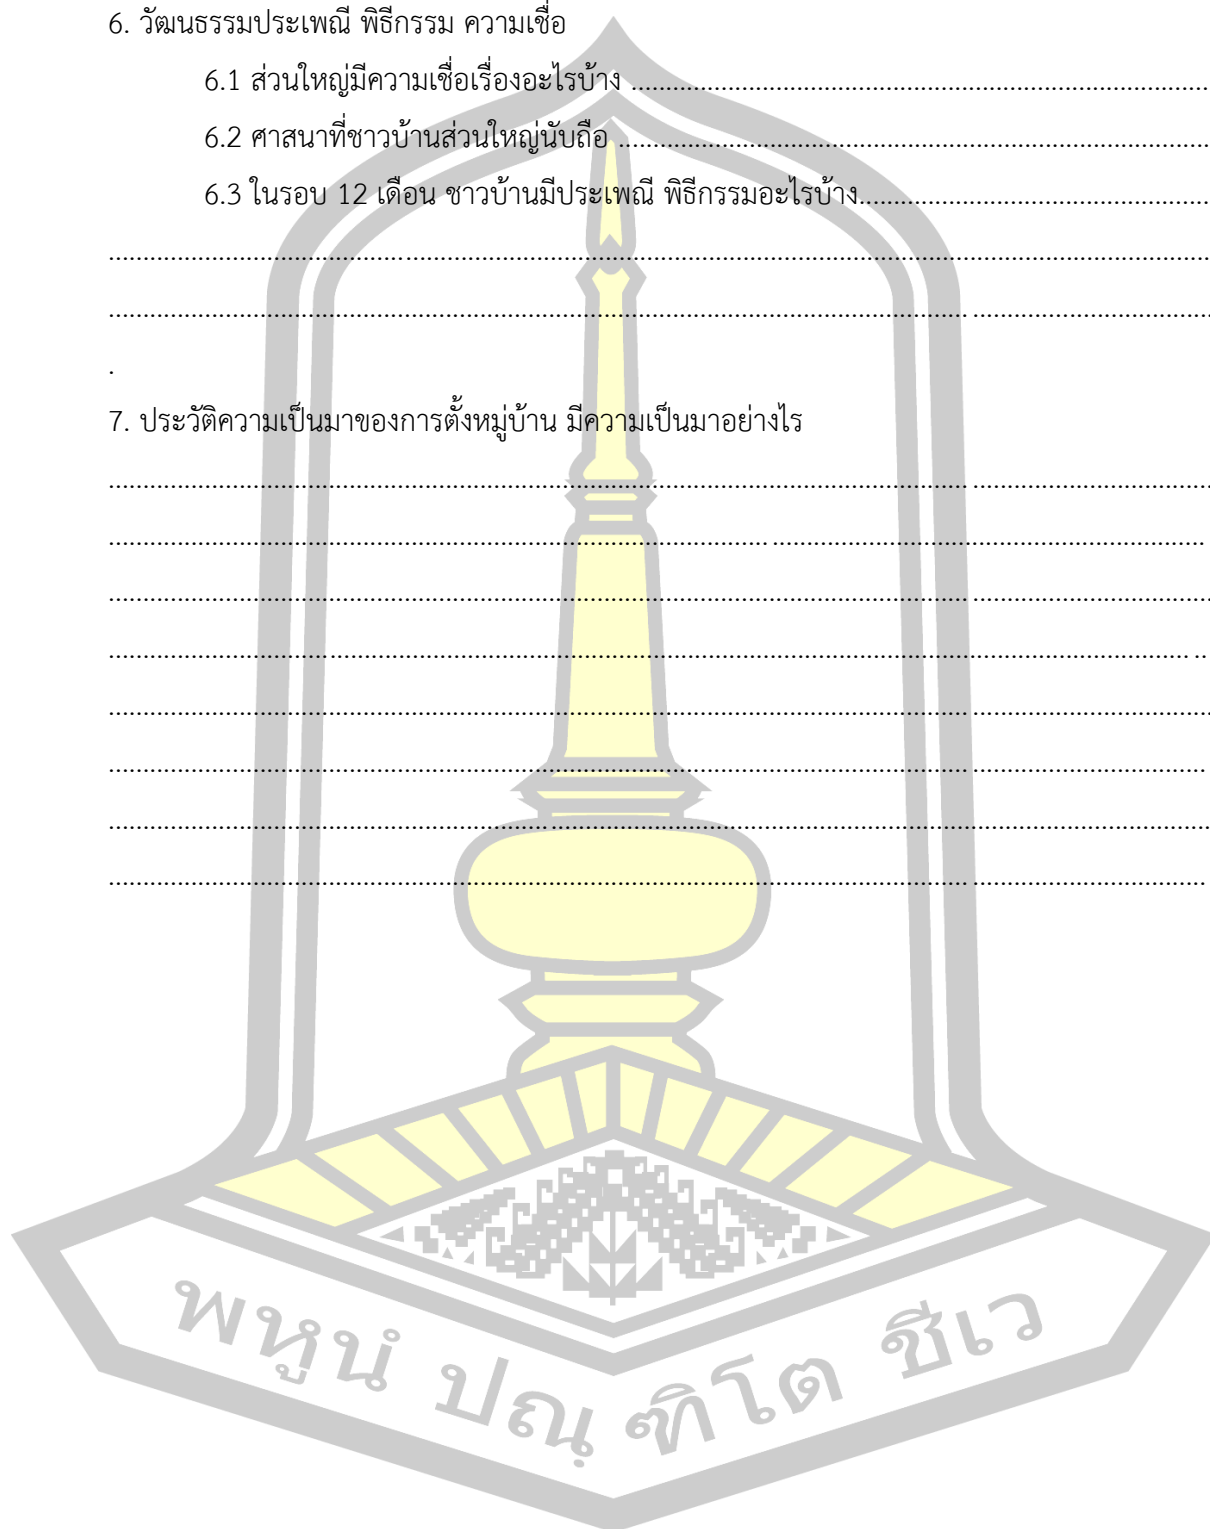 6. วัฒนธรรมประเพณี พิธีกรรม ความเชื่อ
6.1 ส่วนใหญ่มีความเชื่อเรื่องอะไรบ้าง ....................................................................................
6.2 ศาสนาที่ชาวบ้านส่วนใหญ่นับถือ ......................................................................................
6.3 ในรอบ 12 เดือน ชาวบ้านมีประเพณี พิธีกรรมอะไรบ้าง...................................................
................................................................................................................................................................
............................................................................................................................. ...................................
.
7. ประวัติความเป็นมาของการตั้งหมู่บ้าน มีความเป็นมาอย่างไร
............................................................................................................................. ...................................
................................................................................................ ...............................................................
............................................................................................................................. ...................................
............................................................................................................................................................. ..
............................................................................................................................. ...................................
............................................................................................................................. ..................................
................................................................ ................................................................................................
............................................................................................................................. ..................................
พหูนํ ปณฺฑิโต ชีเว